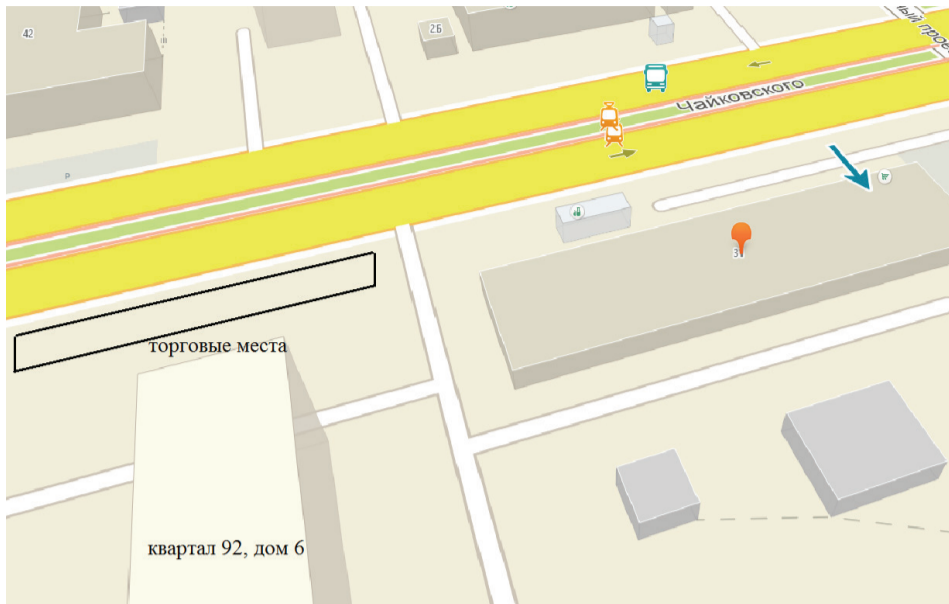 42
2Б
Чайковского
Р
торговые места
квартал 92, дом 6